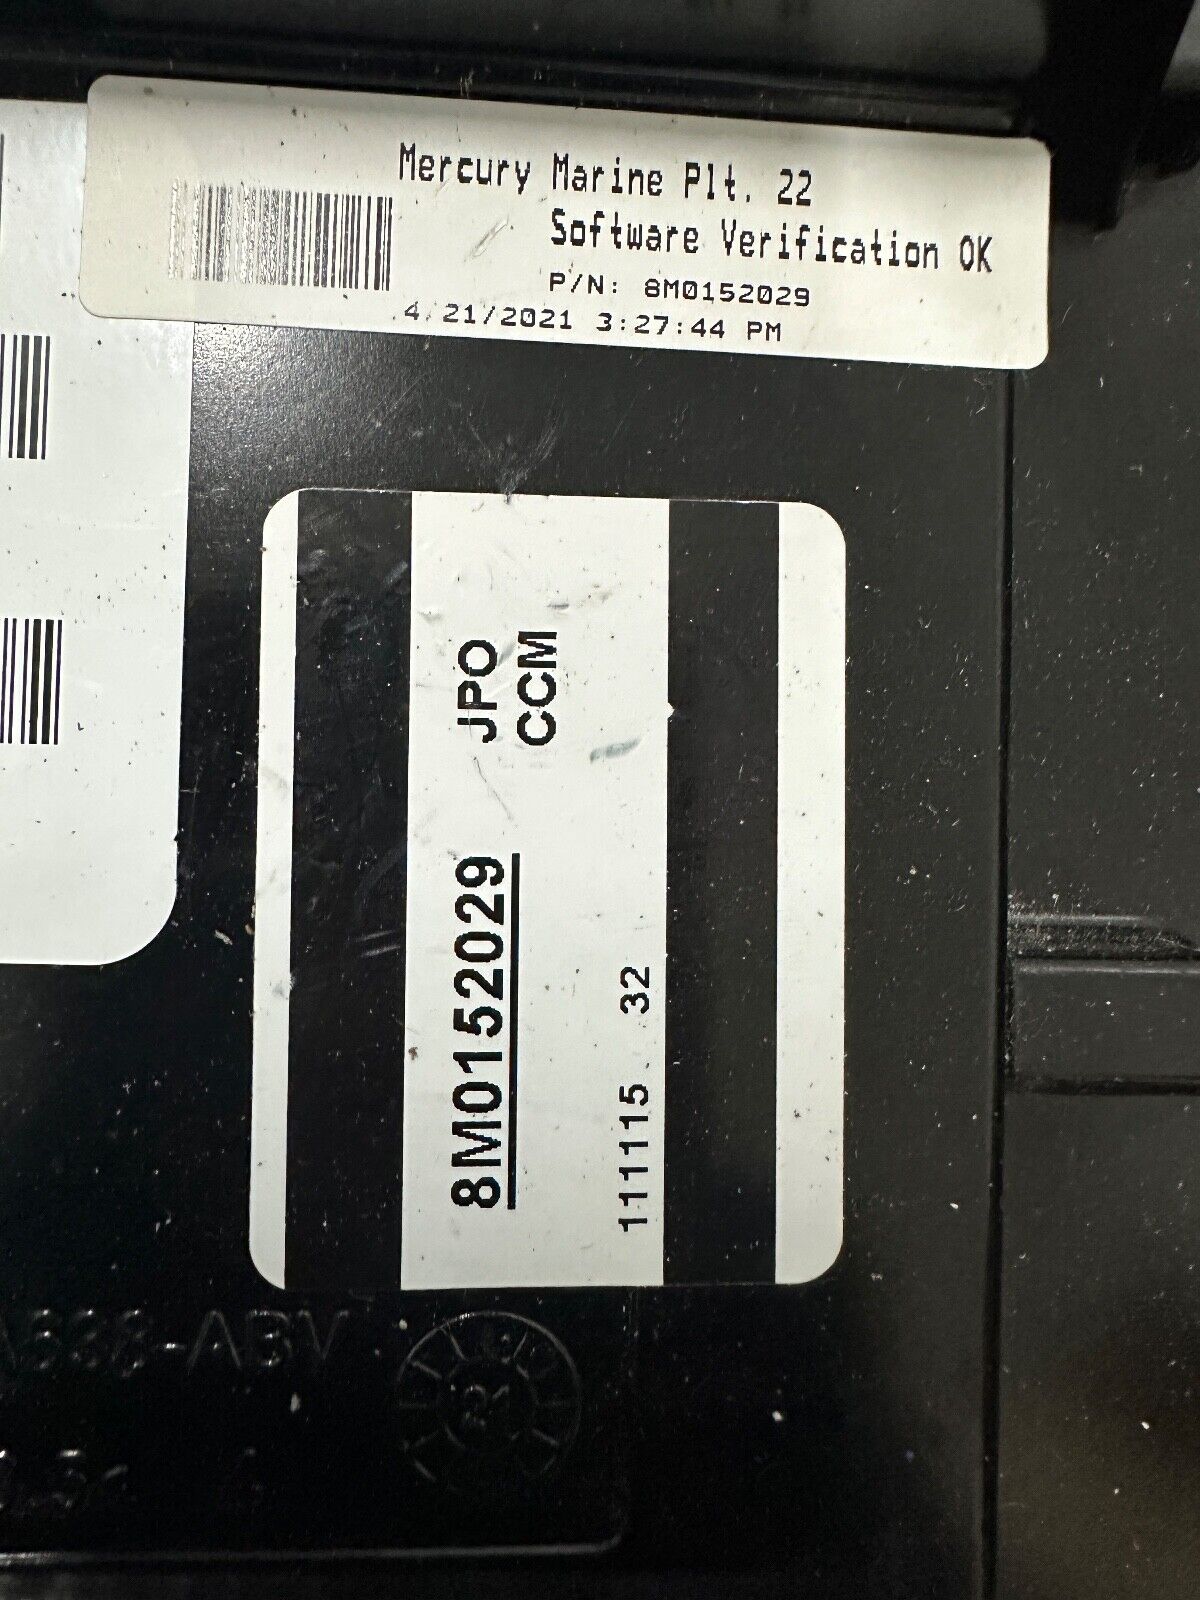 Mercury Marine Plt. 22
Software Verification OK
P/N: 8M0152029
4/21/2021 3:27:44 PM
8M0152029 JPO
CCM
111115 32
21